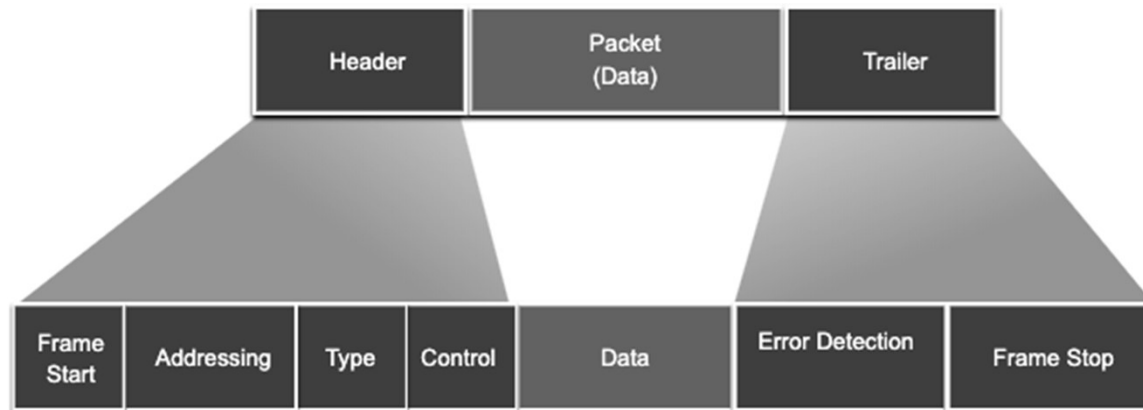 Header
Packet
(Data)
Trailer
Frame
Start
Addressing
Type
Control
Data
Error Detection
Frame Stop